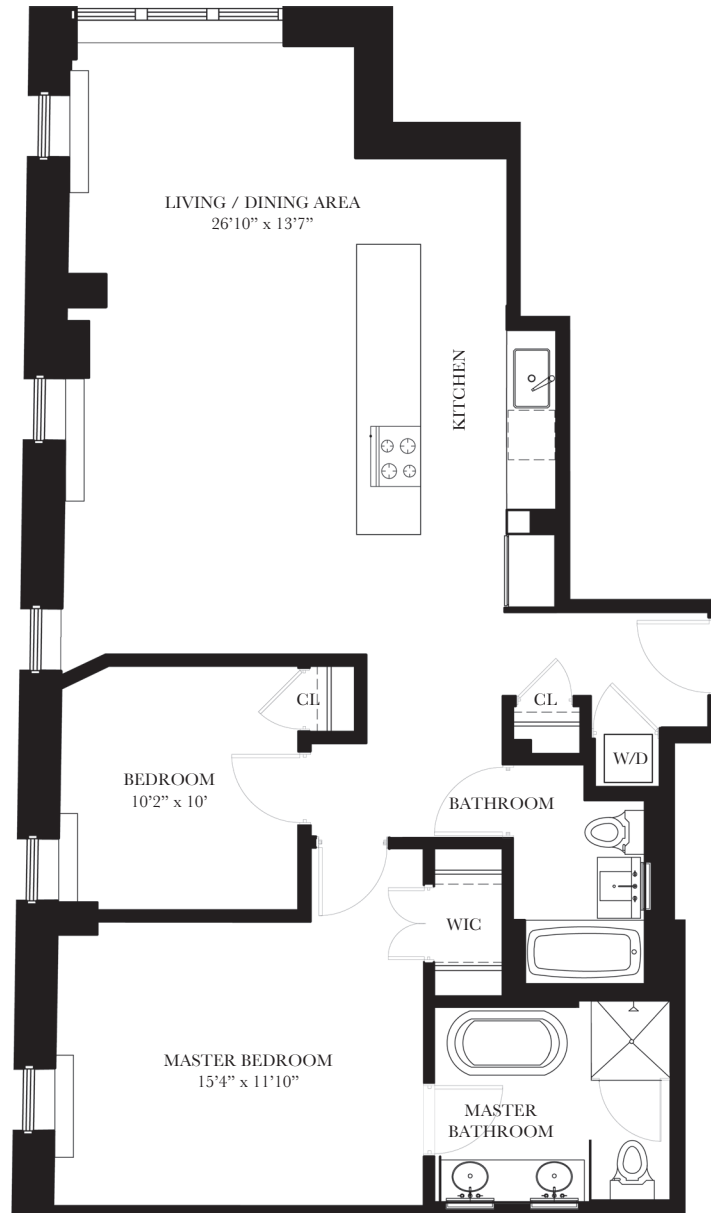 LIVING / DINING AREA
26'10" x 13'7"
KITCHEN
CL
CL
W/D
BEDROOM
10'2" x 10'
BATHROOM
WIC
MASTER BEDROOM
15'4" x 11'10"
MASTER
BATHROOM